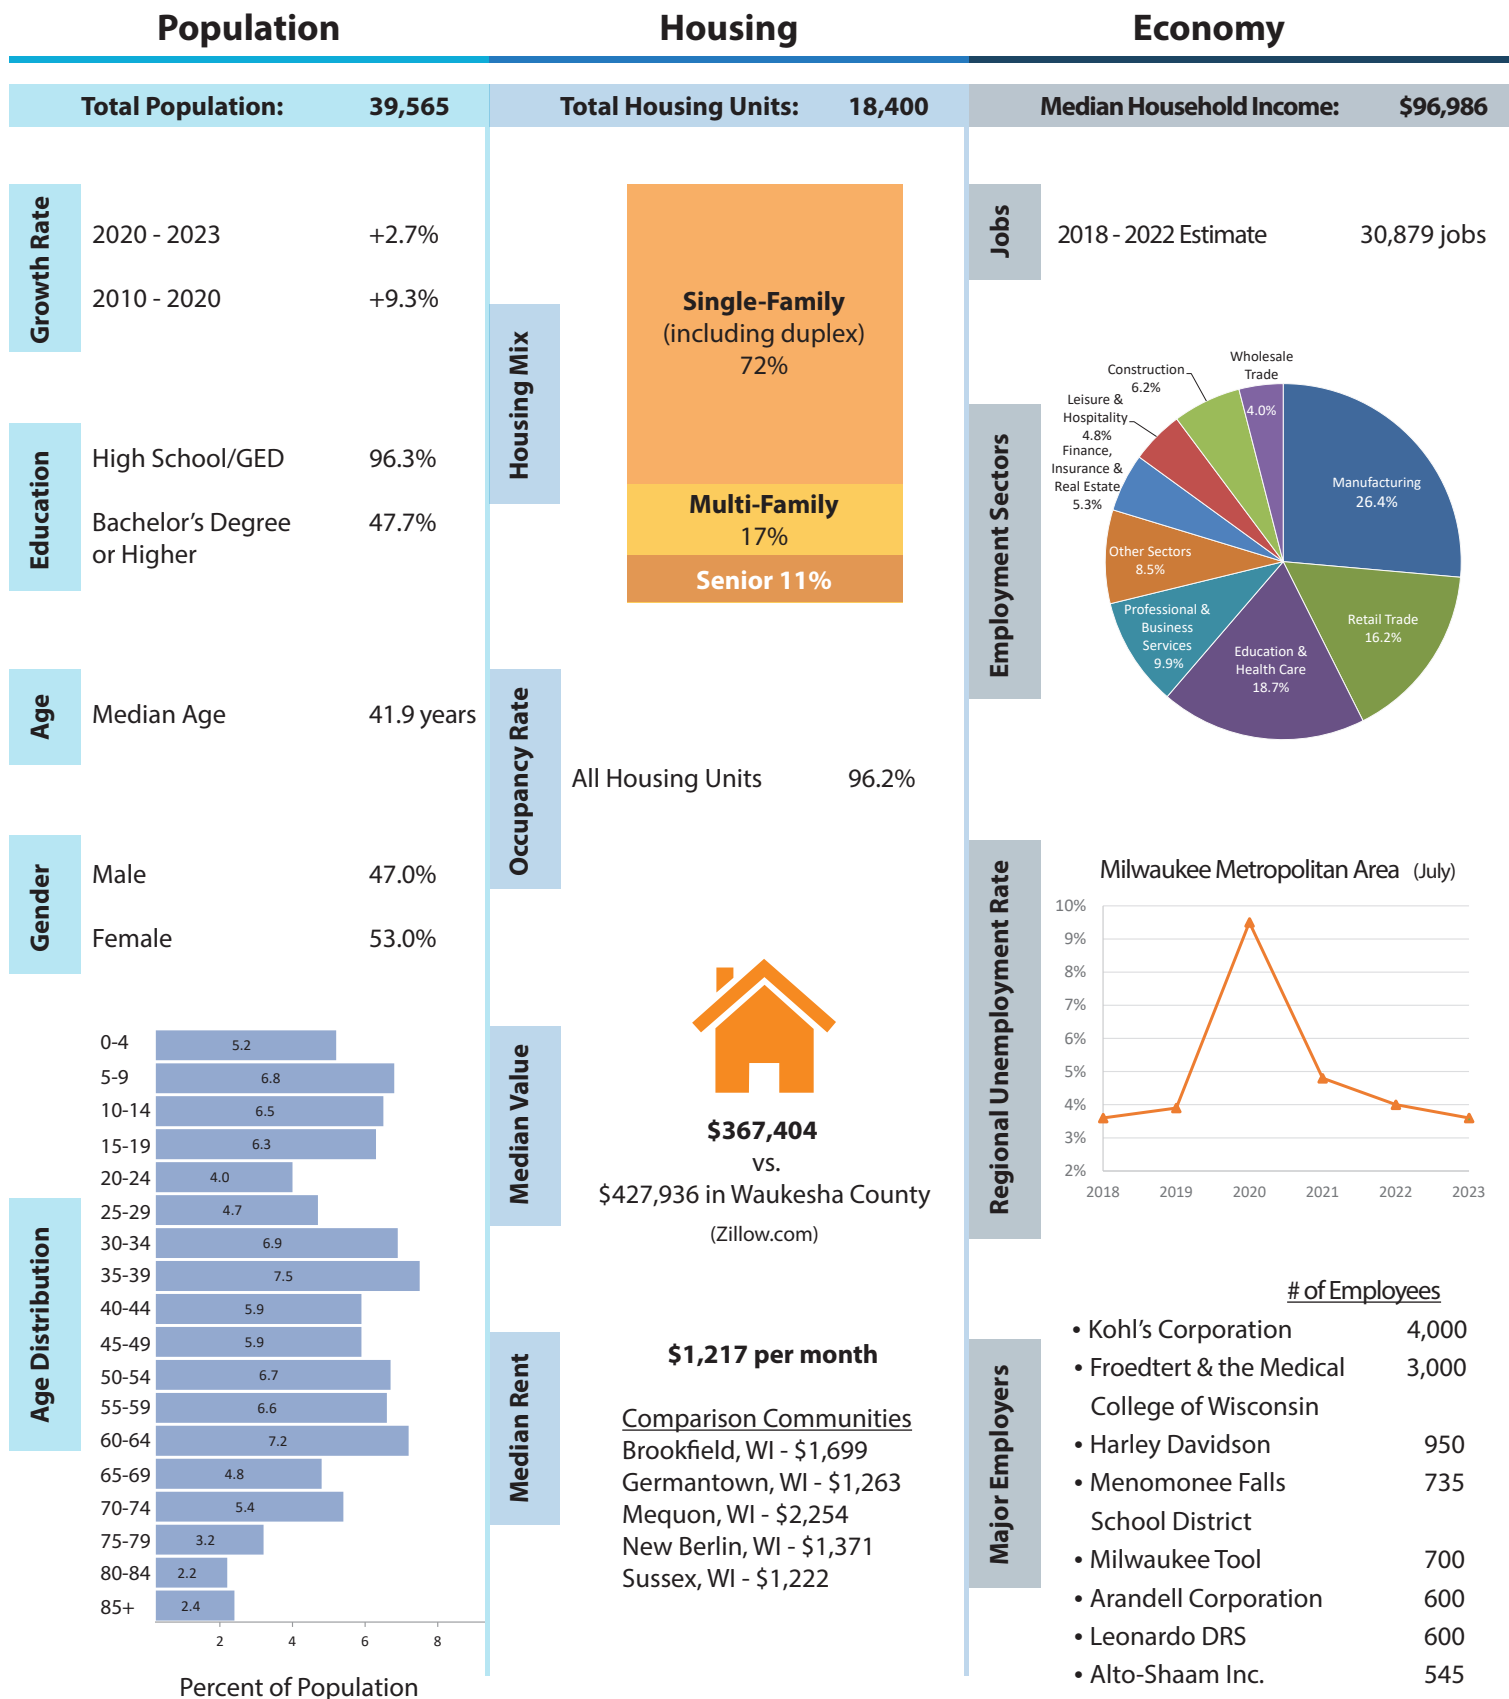 Population
Total Population: 39,565
Growth Rate
2020 - 2023 +2.7%
2010 - 2020 +9.3%
Education
High School/GED 96.3%
Bachelor's Degree 47.7%
or Higher
Age
Median Age 41.9 years
Gender
Male 47.0%
Female 53.0%
Age Distribution
0-4 5.2
5-9 6.8
10-14 6.5
15-19 6.3
20-24 4.0
25-29 4.7
30-34 6.9
35-39 7.5
40-44 5.9
45-49 5.9
50-54 6.7
55-59 6.6
60-64 7.2
65-69 4.8
70-74 5.4
75-79 3.2
80-84 2.2
85+ 2.4
2 4 6 8
Percent of Population
Housing
Total Housing Units: 18,400
Housing Mix
Single-Family
(including duplex)
72%
Multi-Family
17%
Senior 11%
Occupancy Rate
All Housing Units 96.2%
Median Value
$367,404
vs.
$427,936 in Waukesha County
(Zillow.com)
Median Rent
$1,217 per month
Comparison Communities
Brookfield, WI - $1,699
Germantown, WI - $1,263
Mequon, WI - $2,254
New Berlin, WI - $1,371
Sussex, WI - $1,222
Economy
Median Household Income: $96,986
Jobs
2018 - 2022 Estimate 30,879 jobs
Employment Sectors
Wholesale
Trade
4.0%
Construction
6.2%
Leisure &
Hospitality
4.8%
Finance,
Insurance &
Real Estate
5.3%
Other Sectors
8.5%
Professional &
Business
Services
9.9%
Education &
Health Care
18.7%
Retail Trade
16.2%
Manufacturing
26.4%
Regional Unemployment Rate
Milwaukee Metropolitan Area (July)
10%
9%
8%
7%
6%
5%
4%
3%
2%
2018 2019 2020 2021 2022 2023
Major Employers
# of Employees
• Kohl's Corporation 4,000
• Froedtert & the Medical 3,000
College of Wisconsin
• Harley Davidson 950
• Menomonee Falls 735
School District
• Milwaukee Tool 700
• Arandell Corporation 600
• Leonardo DRS 600
• Alto-Shaam Inc. 545